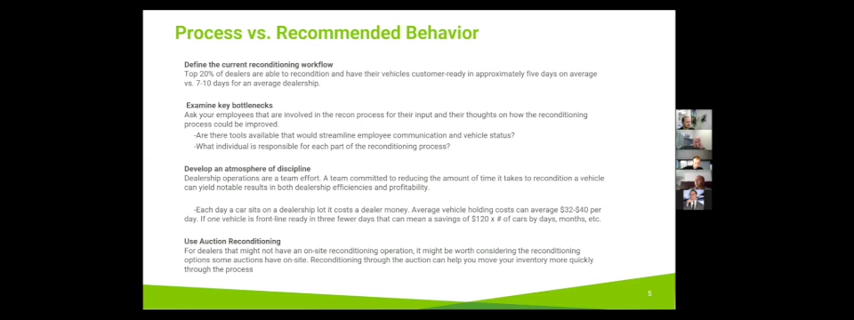 Process vs. Recommended Behavior
Define the current reconditioning workflow
Top 20% of dealers are able to recondition and have their vehicles customer-ready in approximately five days on average
vs. 7-10 days for an average dealership.
Examine key bottlenecks
Ask your employees that are involved in the recon process for their input and their thoughts on how the reconditioning
process could be improved.
-Are there tools available that would streamline employee communication and vehicle status?
-What individual is responsible for each part of the reconditioning process?
Develop an atmosphere of discipline
Dealership operations are a team effort. A team committed to reducing the amount of time it takes to recondition a vehicle
can yield notable results in both dealership efficiencies and profitability.
-Each day a car sits on a dealership lot it costs a dealer money. Average vehicle holding costs can average $32-$40 per
day. If one vehicle is front-line ready in three fewer days that can mean a savings of $120 x # of cars by days, months, etc.
Use Auction Reconditioning
For dealers that might not have an on-site reconditioning operation, it might be worth considering the reconditioning
options some auctions have on-site. Reconditioning through the auction can help you move your inventory more quickly
through the process
5